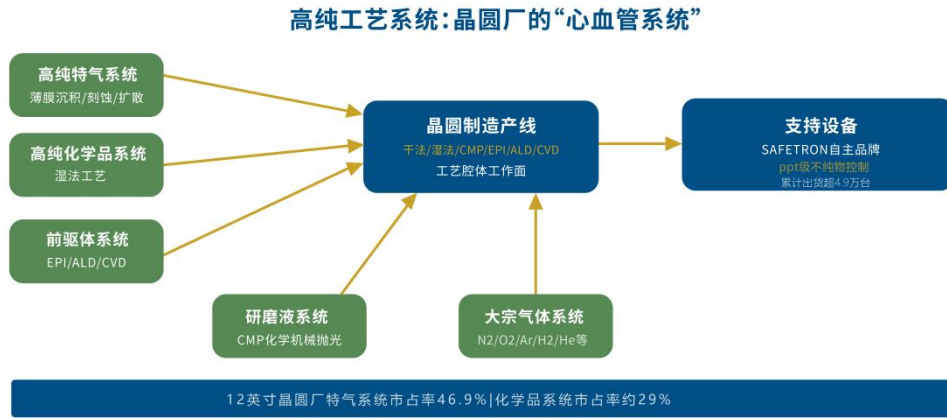 高纯工艺系统:晶圆厂的“心血管系统”
高纯特气系统
薄膜沉积/刻蚀/扩散
高纯化学品系统
湿法工艺
前驱体系统
EPI/ALD/CVD
晶圆制造产线
干法/湿法/CMP/EPI/ALD/CVD
工艺腔体工作面
支持设备
SAFETRON自主品牌
ppt级不纯物控制
累计出货超4.9万台
研磨液系统
CMP化学机械抛光
大宗气体系统
N2/O2/Ar/H2/He等
12英寸晶圆厂特气系统市占率46.9%|化学品系统市占率约29%